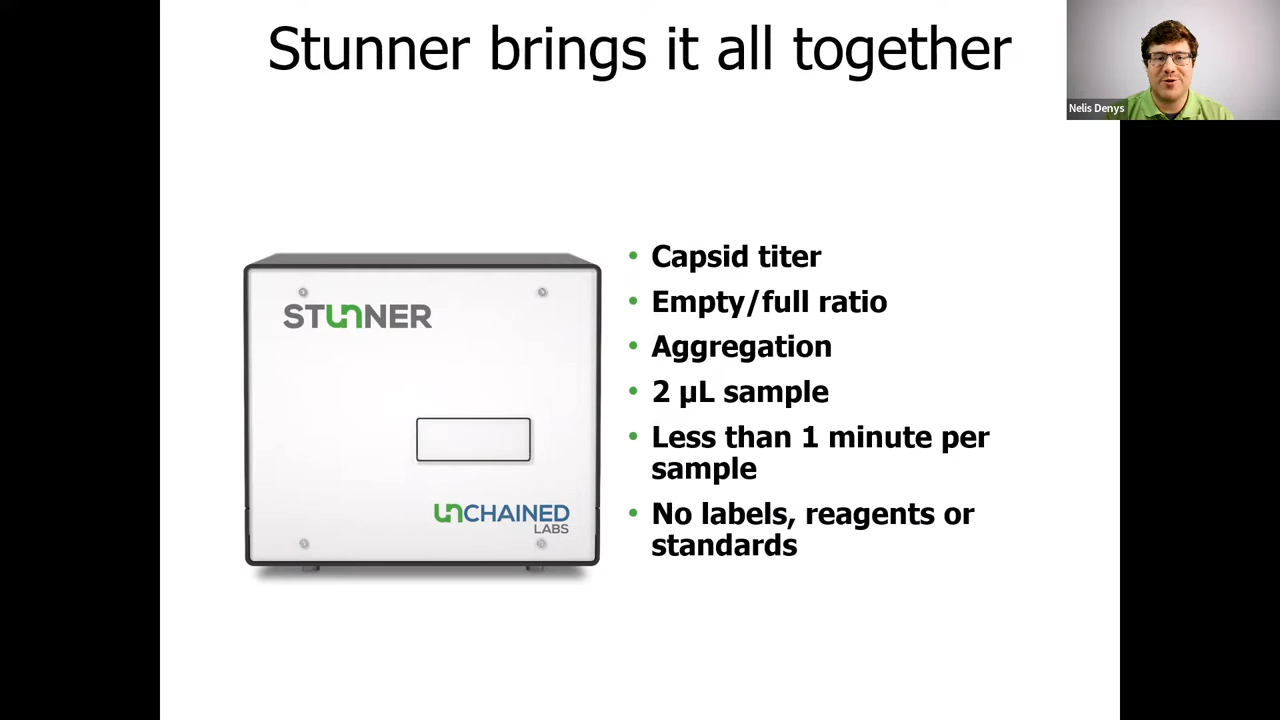 Stunner brings it all together
Nelis Denys
STUNNER
UNCHAINED
LABS
• Capsid titer
• Empty/full ratio
• Aggregation
• 2 µL sample
• Less than 1 minute per
sample
• No labels, reagents or
standards